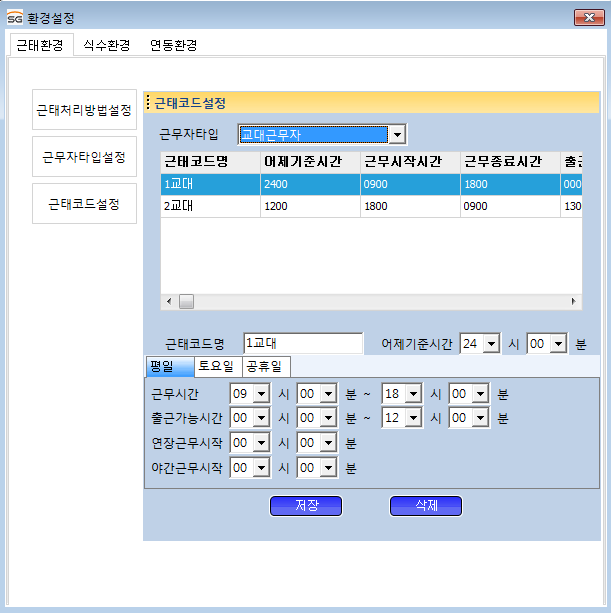 SG 환경설정
근태환경 식수환경 연동환경
근태처리방법설정
근무자타입설정
근태코드설정
근태코드설정
근무자타입 교대근무자
근태코드명 어제기준시간 근무시작시간 근무종료시간 출근
1교대 2400 0900 1800 000
2교대 1200 1800 0900 130
근태코드명 1교대 어제기준시간 24 시 00 분
평일 토요일 공휴일
근무시간 09 시 00 분 ~ 18 시 00 분
출근가능시간 00 시 00 분 ~ 12 시 00 분
연장근무시작 00 시 00 분
야간근무시작 00 시 00 분
저장 삭제